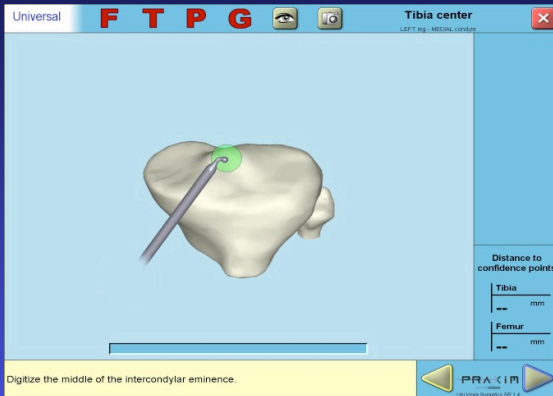 Universal
F T P G
Tibia center
LEFT leg - MEDIAL condyle
Distance to
confidence points
Tibia
-- mm
Femur
-- mm
Digitize the middle of the intercondylar eminence.
PRAXIM